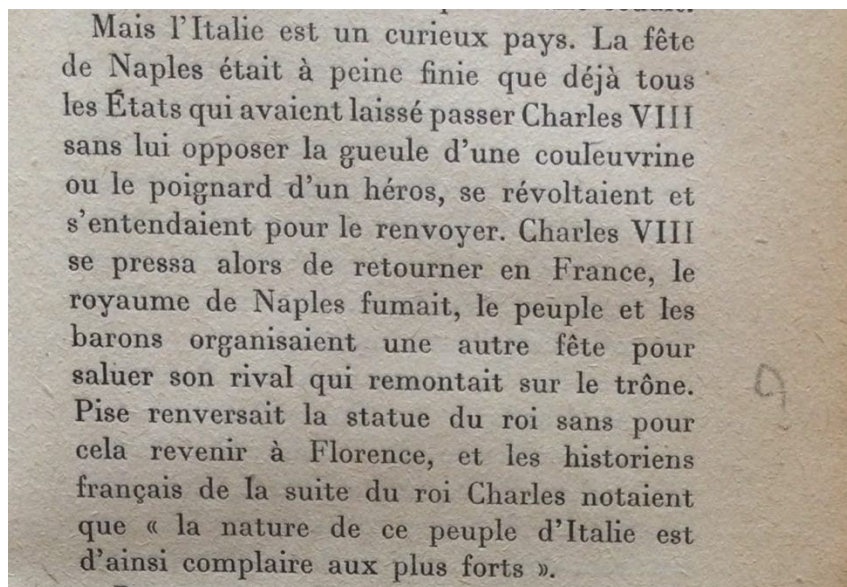 Mais l'Italie est un curieux pays. La fête
de Naples était à peine finie que déjà tous
les États qui avaient laissé passer Charles VIII
sans lui opposer la gueule d'une couleuvrine
ou le poignard d'un héros, se révoltaient et
s'entendaient pour le renvoyer. Charles VIII
se pressa alors de retourner en France, le
royaume de Naples fumait, le peuple et les
barons organisaient une autre fête pour
saluer son rival qui remontait sur le trône.
Pise renversait la statue du roi sans pour
cela revenir à Florence, et les historiens
français de la suite du roi Charles notaient
que « la nature de ce peuple d'Italie est
d'ainsi complaire aux plus forts ».